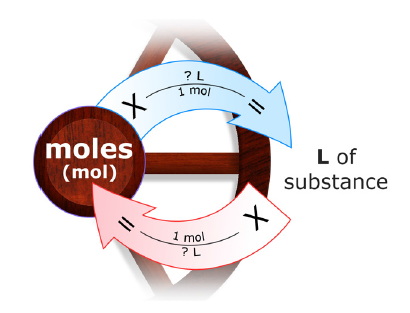 X ? L = 
1 mol
moles
(mol)
L of
substance
= 1 mol X
? L